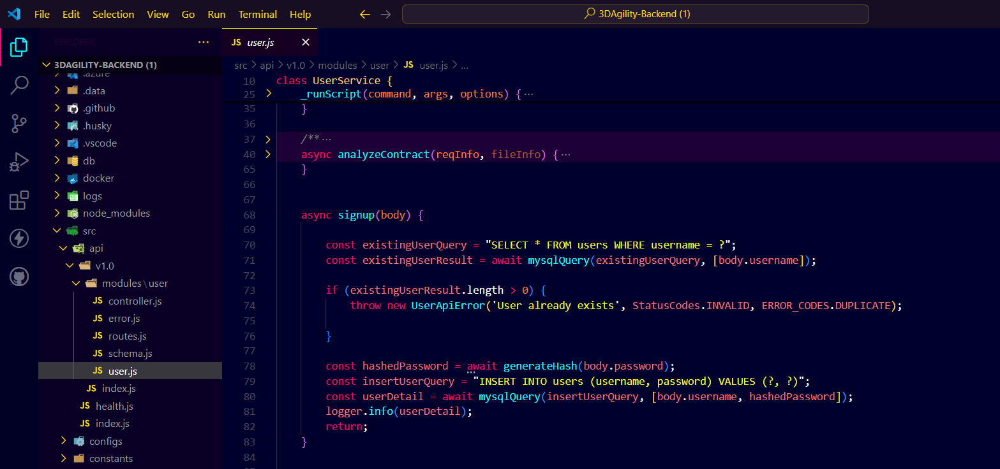 File Edit Selection View Go Run Terminal Help
3DAgility-Backend (1)
EXPLORER
3DAGILITY-BACKEND (1)
.azure
.data
.github
.husky
.vscode
db
docker
logs
node_modules
src
api
v1.0
modules\user
JS controller.js
JS error.js
JS routes.js
JS schema.js
JS user.js
JS index.js
JS health.js
JS index.js
configs
constants
JS user.js
src > api > v1.0 > modules > user > JS user.js > ...
10 class UserService {
25 _runScript(command, args, options) { ...
35 }
36
37 /** ...
40 async analyzeContract(reqInfo, fileInfo) { ...
65 }
66
67
68 async signup(body) {
69
70 const existingUserQuery = "SELECT * FROM users WHERE username = ?";
71 const existingUserResult = await mysqlQuery(existingUserQuery, [body.username]);
72
73 if (existingUserResult.length > 0) {
74 throw new UserApiError('User already exists', StatusCodes.INVALID, ERROR_CODES.DUPLICATE);
75
76 }
77
78 const hashedPassword = await generateHash(body.password);
79 const insertUserQuery = "INSERT INTO users (username, password) VALUES (?, ?)";
80 const userDetail = await mysqlQuery(insertUserQuery, [body.username, hashedPassword]);
81 logger.info(userDetail);
82 return;
83 }
84